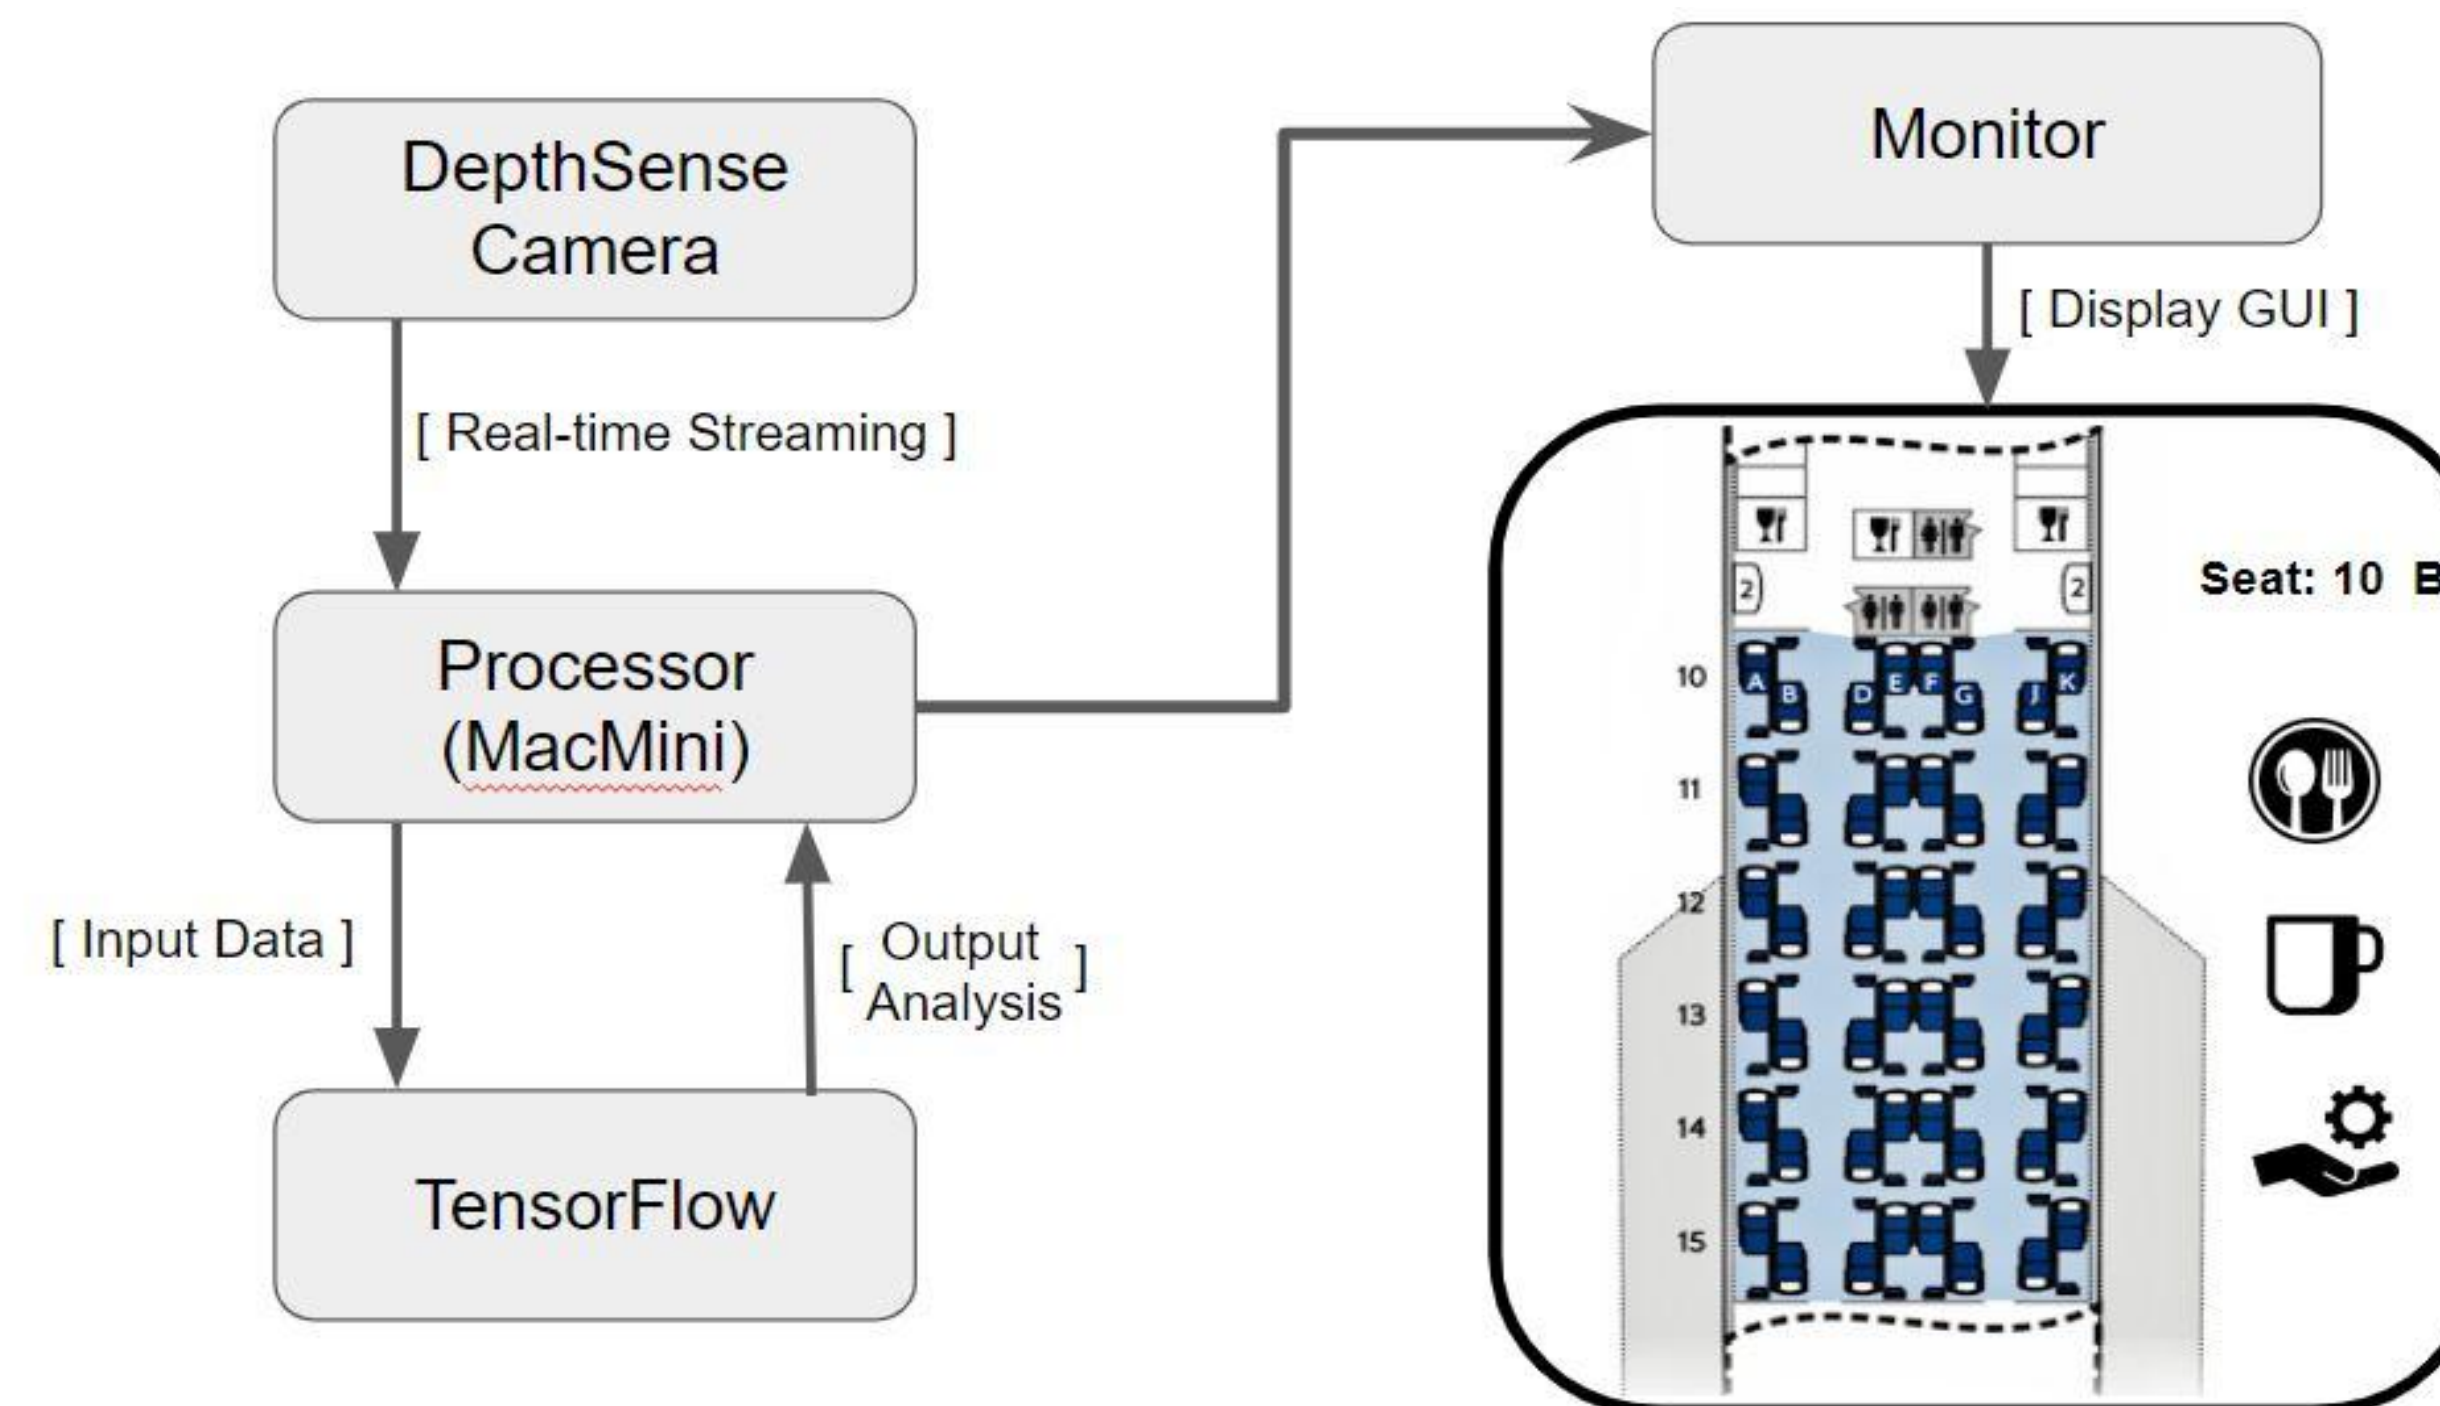 DepthSense
Camera
[ Real-time Streaming ]
Processor
(MacMini)
[ Input Data ]
[ Output
Analysis ]
TensorFlow
Monitor
[ Display GUI ]
Seat: 10 B
2 2
10 A B D E F G J K
11
12
13
14
15